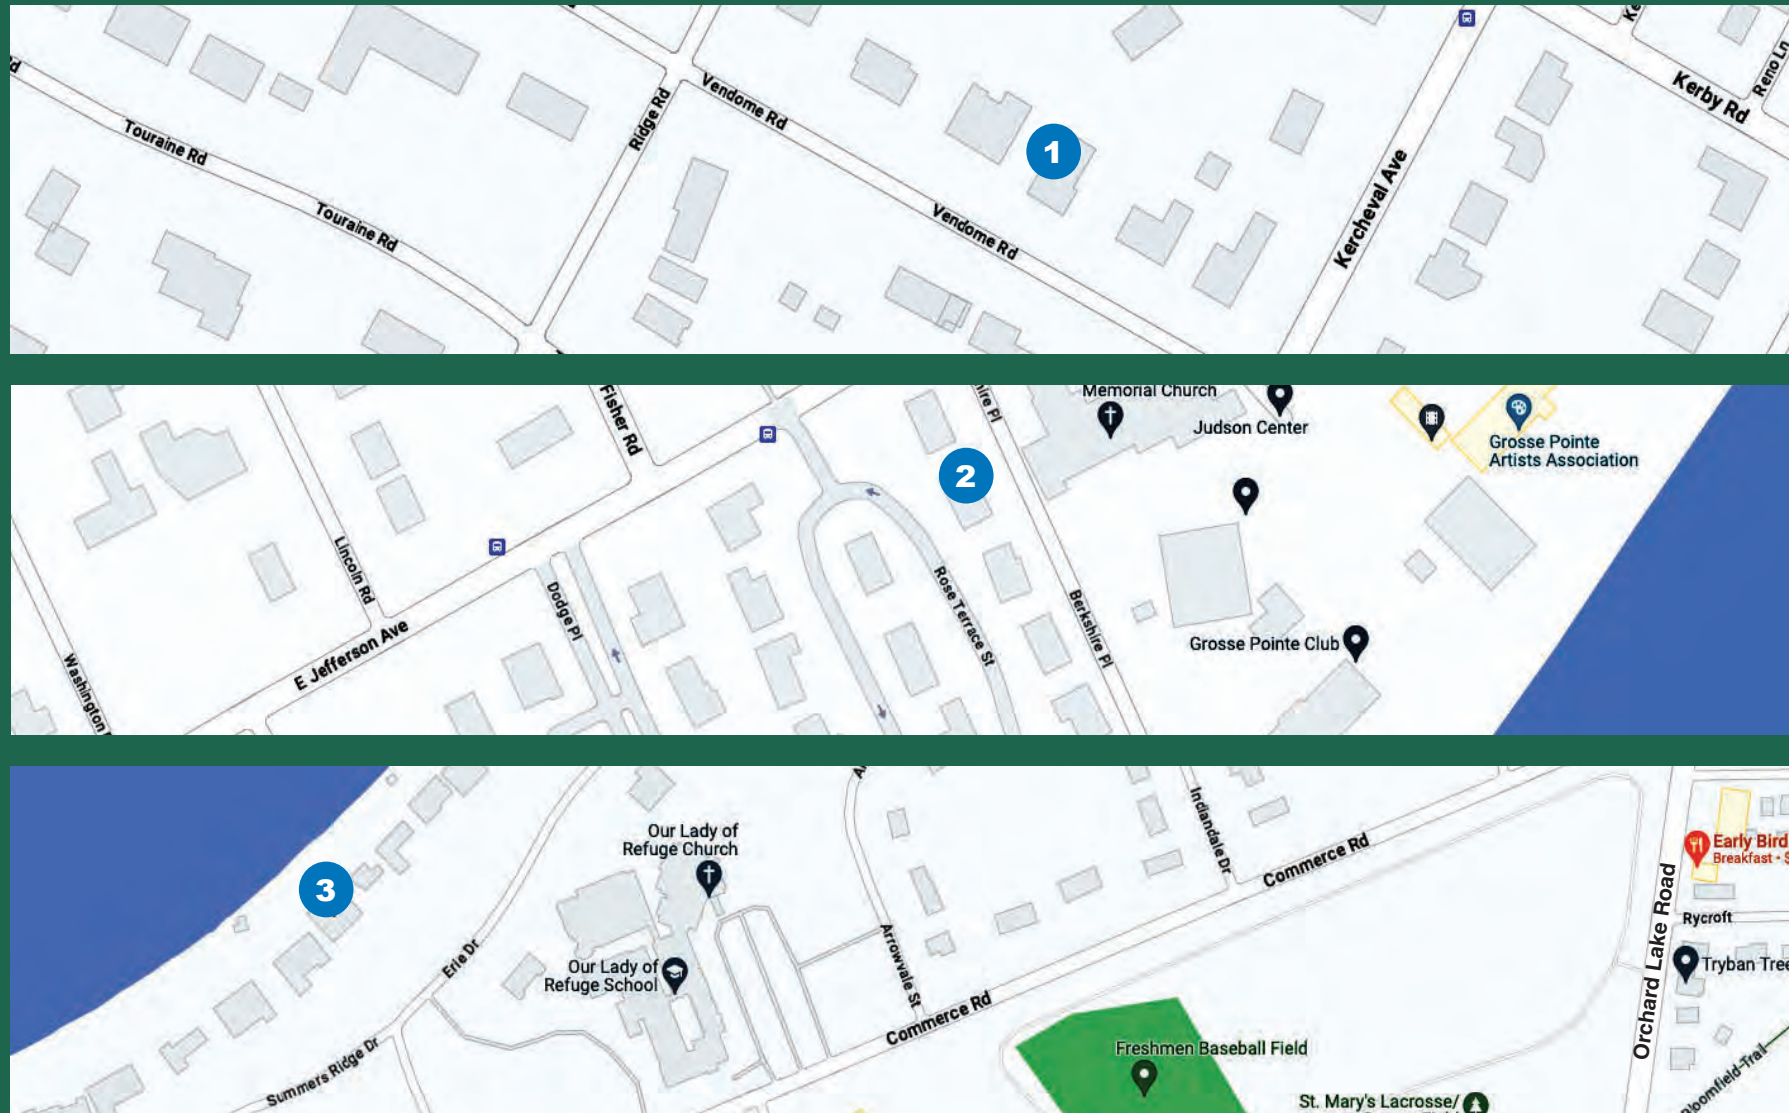 Kerby Rd
Reno Ln
Vendome Rd
Ridge Rd
Touraine Rd
1
Kercheval Ave
Touraine Rd
Vendome Rd
Fisher Rd
Memorial Church
Judson Center
Grosse Pointe
Artists Association
2
Lincoln Rd
Dodge Pl
Rose Terrace St
Berkshire Pl
E Jefferson Ave
Grosse Pointe Club
Washington
Our Lady of
Refuge Church
Indiandale Dr
Commerce Rd
Early Bird
Breakfast • $
3
Orchard Lake Road
Rycroft
Erie Dr
Our Lady of
Refuge School
Arrowvale St
Tryban Tree
Commerce Rd
Summers Ridge Dr
Freshmen Baseball Field
Bloomfield-Trail
St. Mary's Lacrosse/